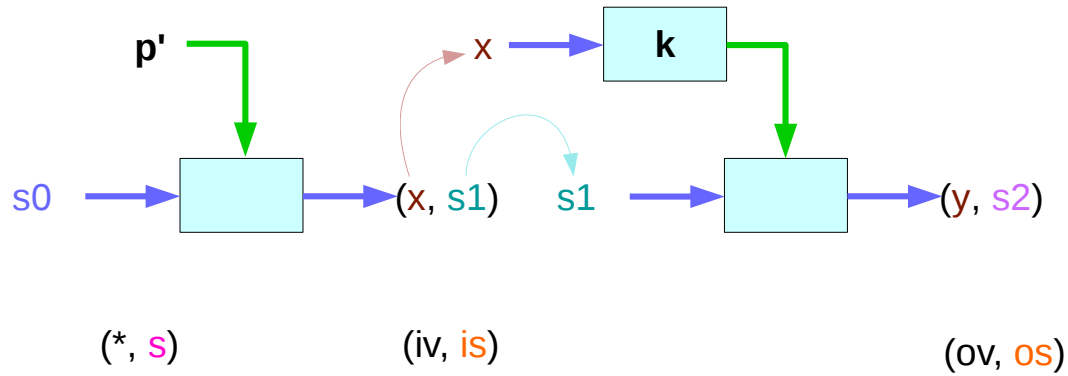 p' x k
s0 (x, s1) s1 (y, s2)
(*, s) (iv, is) (ov, os)